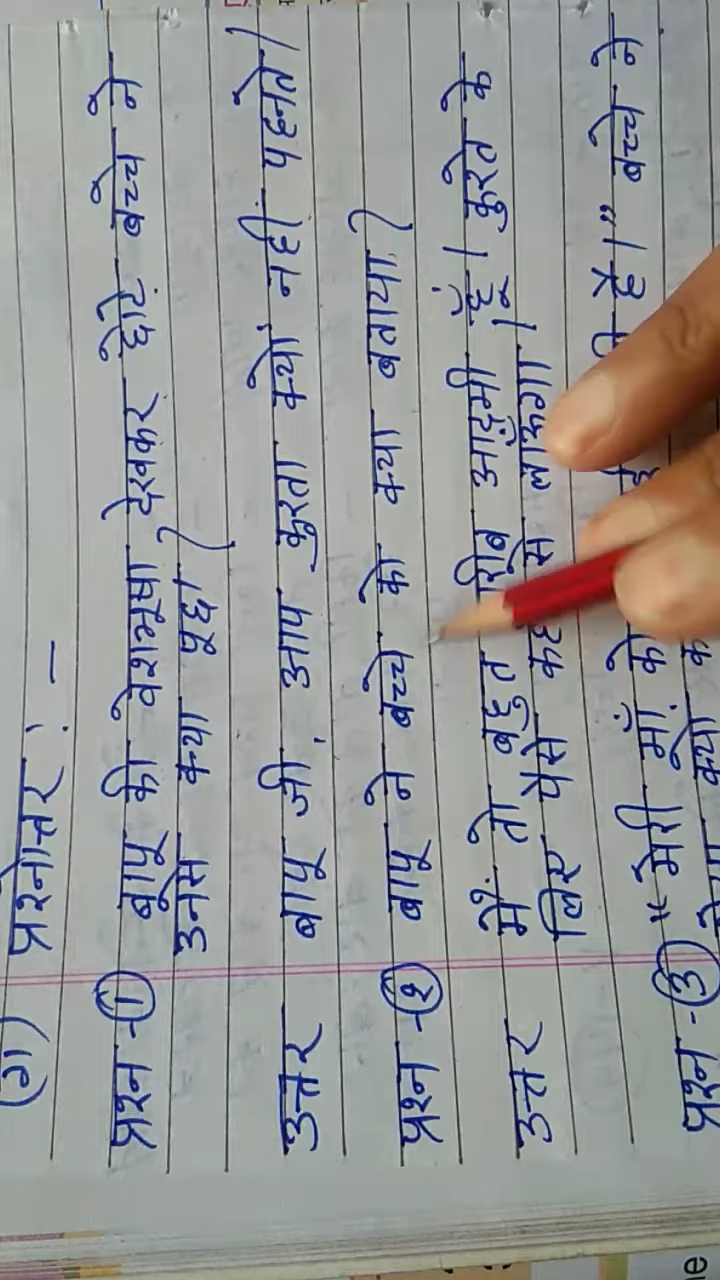 (ग) प्रश्नोत्तर :-
प्रश्न -① बापू की वेशभूषा देखकर छोटे बच्चे ने
उनसे क्या पूछा?
उत्तर बापू जी, आप कुरता क्यों नहीं पहनते।
प्रश्न -② बापू ने बच्चे को क्या बताया?
उत्तर मैं तो बहुत गरीब आदमी हूँ। कुरते के
लिए पैसे कहाँ से लाऊंगा।
प्रश्न -③ "मेरी माँ को है।" बच्चे ने
क्यों